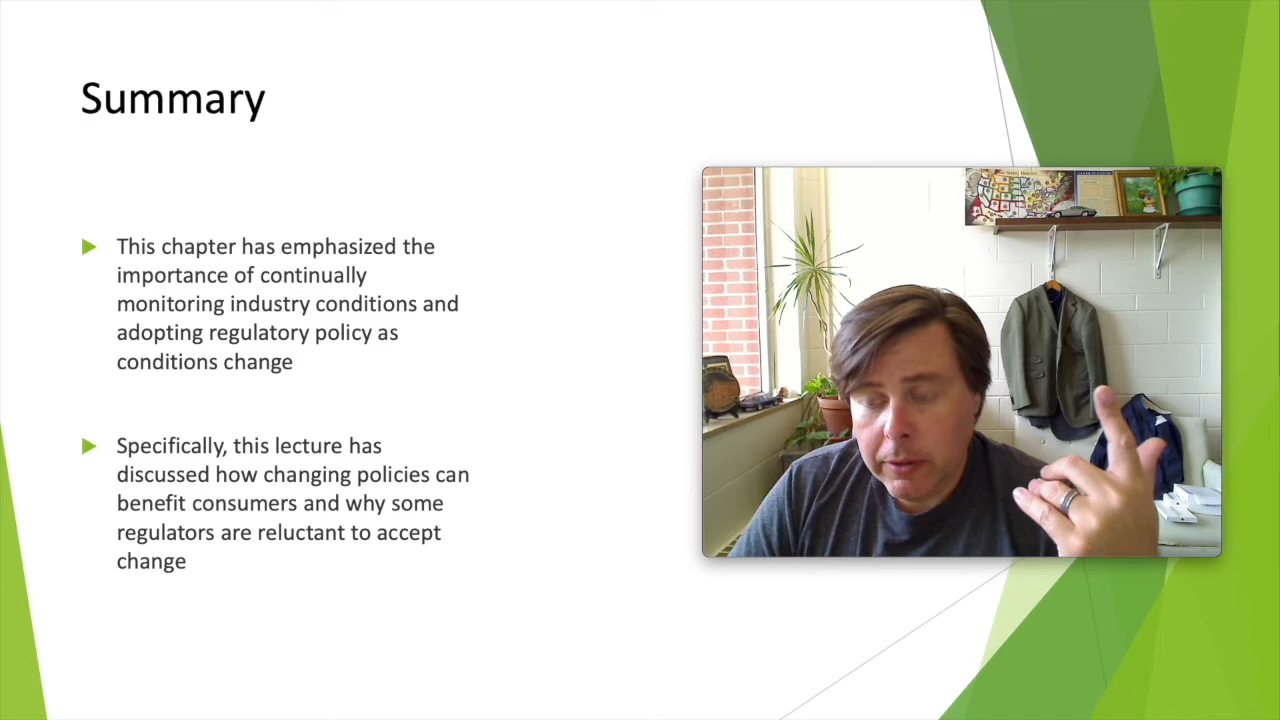 Summary
This chapter has emphasized the
importance of continually
monitoring industry conditions and
adopting regulatory policy as
conditions change
Specifically, this lecture has
discussed how changing policies can
benefit consumers and why some
regulators are reluctant to accept
change